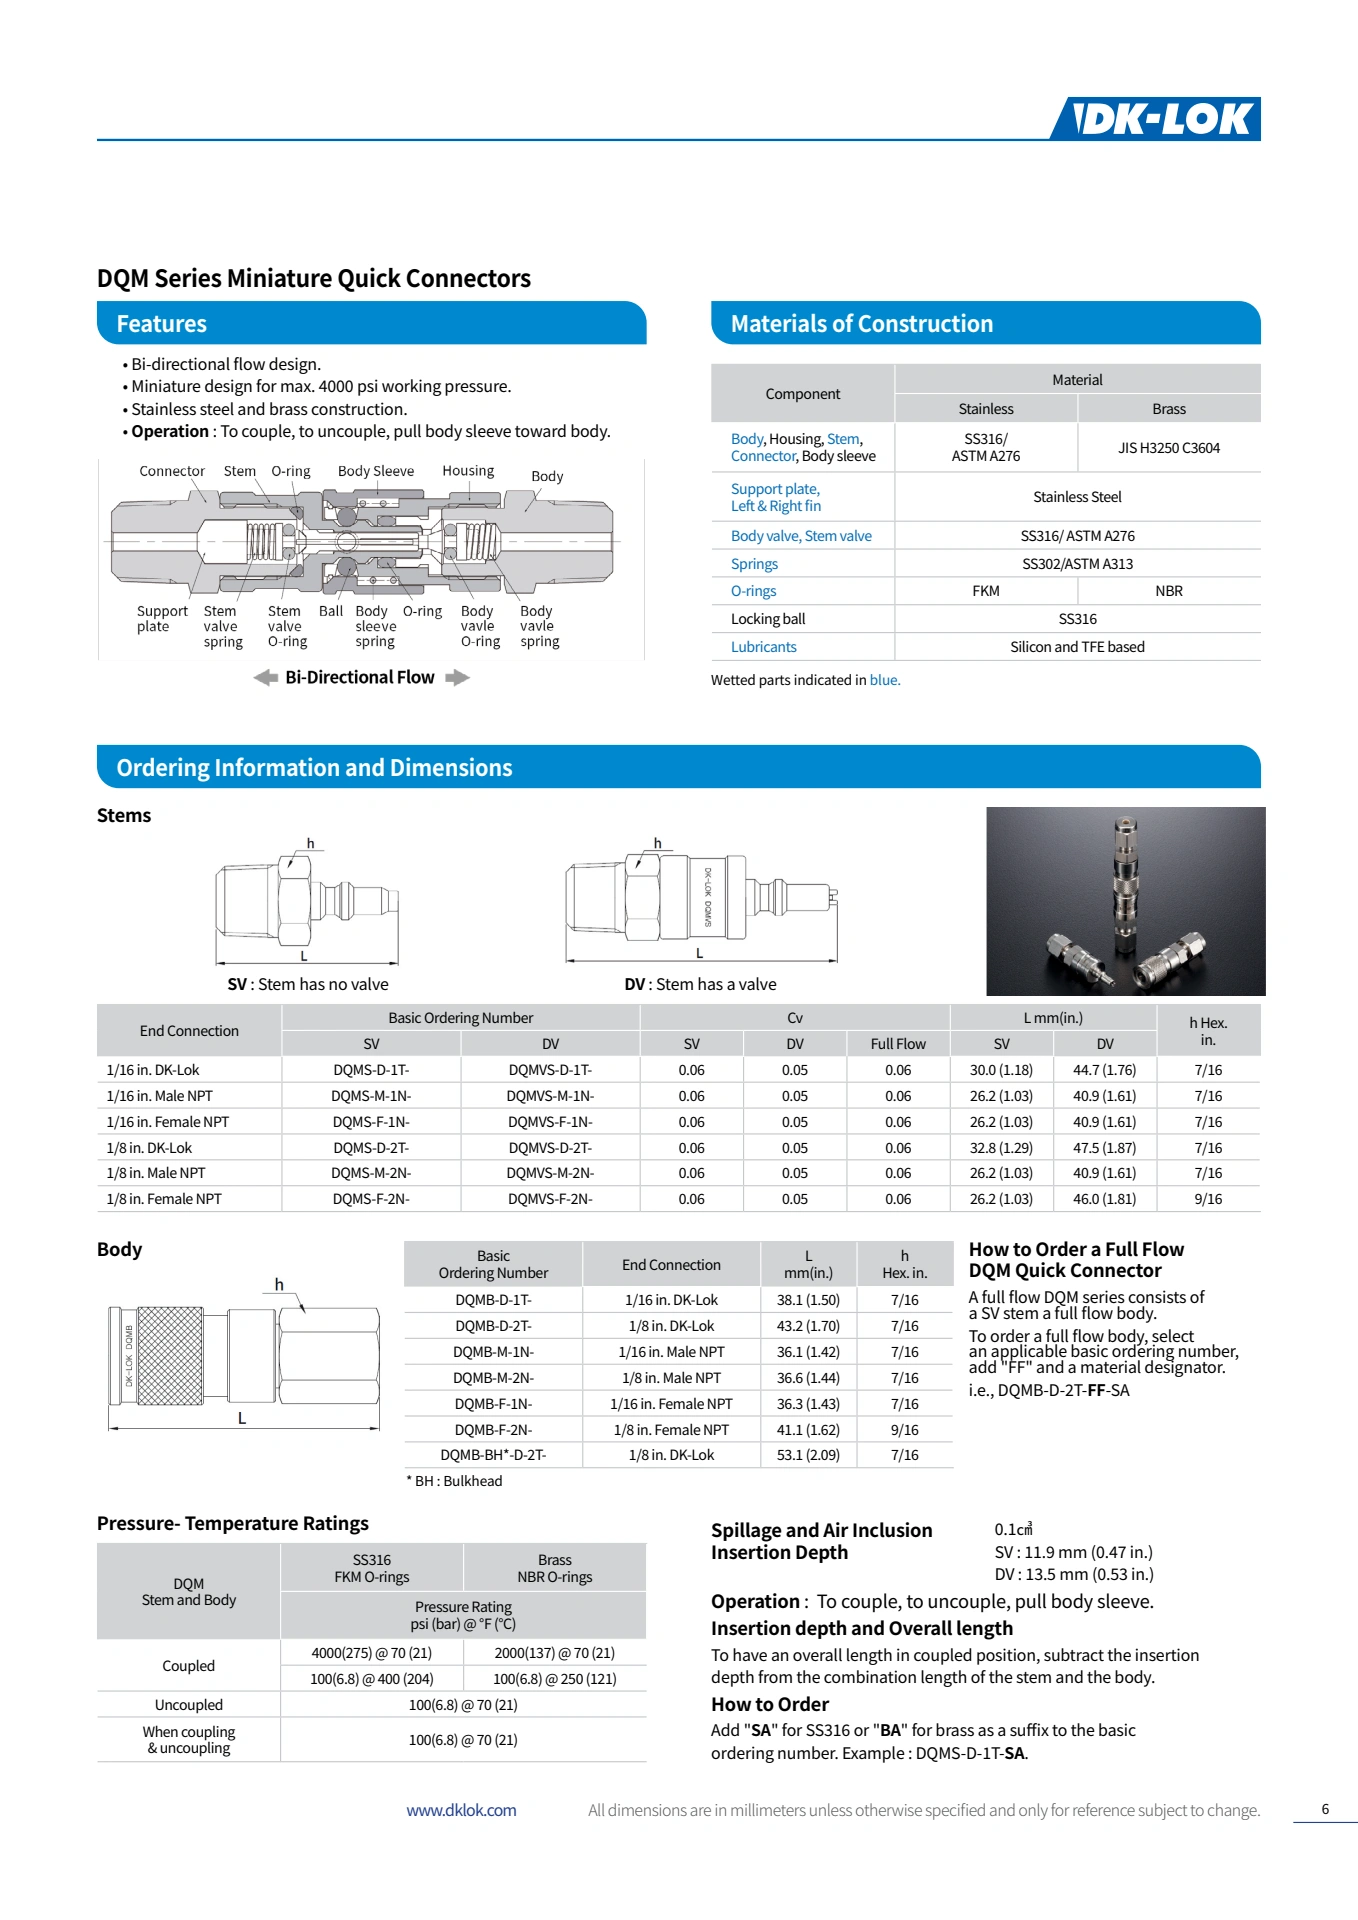 DK-LOK
DQM Series Miniature Quick Connectors
Features
• Bi-directional flow design.
• Miniature design for max. 4000 psi working pressure.
• Stainless steel and brass construction.
• Operation : To couple, to uncouple, pull body sleeve toward body.
Connector Stem O-ring Body Sleeve Housing Body
Support Stem Stem Ball Body O-ring Body Body
plate valve valve sleeve vavle vavle
spring O-ring spring O-ring spring
Bi-Directional Flow
Materials of Construction
Component Material
Stainless Brass
Body, Housing, Stem, SS316/ JIS H3250 C3604
Connector, Body sleeve ASTM A276
Support plate, Stainless Steel
Left & Right fin
Body valve, Stem valve SS316/ ASTM A276
Springs SS302/ASTM A313
O-rings FKM NBR
Locking ball SS316
Lubricants Silicon and TFE based
Wetted parts indicated in blue.
Ordering Information and Dimensions
Stems
h
L
SV : Stem has no valve
h
DK-LOK DQMVS
L
DV : Stem has a valve
End Connection Basic Ordering Number Cv L mm(in.) h Hex.
in.
SV DV SV DV Full Flow SV DV
1/16 in. DK-Lok DQMS-D-1T- DQMVS-D-1T- 0.06 0.05 0.06 30.0 (1.18) 44.7 (1.76) 7/16
1/16 in. Male NPT DQMS-M-1N- DQMVS-M-1N- 0.06 0.05 0.06 26.2 (1.03) 40.9 (1.61) 7/16
1/16 in. Female NPT DQMS-F-1N- DQMVS-F-1N- 0.06 0.05 0.06 26.2 (1.03) 40.9 (1.61) 7/16
1/8 in. DK-Lok DQMS-D-2T- DQMVS-D-2T- 0.06 0.05 0.06 32.8 (1.29) 47.5 (1.87) 7/16
1/8 in. Male NPT DQMS-M-2N- DQMVS-M-2N- 0.06 0.05 0.06 26.2 (1.03) 40.9 (1.61) 7/16
1/8 in. Female NPT DQMS-F-2N- DQMVS-F-2N- 0.06 0.05 0.06 26.2 (1.03) 46.0 (1.81) 9/16
Body
h
DK-LOK DQMB
L
Basic End Connection L h
Ordering Number mm(in.) Hex. in.
DQMB-D-1T- 1/16 in. DK-Lok 38.1 (1.50) 7/16
DQMB-D-2T- 1/8 in. DK-Lok 43.2 (1.70) 7/16
DQMB-M-1N- 1/16 in. Male NPT 36.1 (1.42) 7/16
DQMB-M-2N- 1/8 in. Male NPT 36.6 (1.44) 7/16
DQMB-F-1N- 1/16 in. Female NPT 36.3 (1.43) 7/16
DQMB-F-2N- 1/8 in. Female NPT 41.1 (1.62) 9/16
DQMB-BH*-D-2T- 1/8 in. DK-Lok 53.1 (2.09) 7/16
* BH : Bulkhead
How to Order a Full Flow
DQM Quick Connector
A full flow DQM series consists of
a SV stem a full flow body.
To order a full flow body, select
an applicable basic ordering number,
add "FF" and a material designator.
i.e., DQMB-D-2T-FF-SA
Pressure- Temperature Ratings
DQM
Stem and Body
SS316 Brass
FKM O-rings NBR O-rings
Pressure Rating
psi (bar) @ °F (°C)
Coupled 4000(275) @ 70 (21) 2000(137) @ 70 (21)
100(6.8) @ 400 (204) 100(6.8) @ 250 (121)
Uncoupled 100(6.8) @ 70 (21)
When coupling
& uncoupling 100(6.8) @ 70 (21)
Spillage and Air Inclusion 0.1㎤
Insertion Depth SV : 11.9 mm (0.47 in.)
DV : 13.5 mm (0.53 in.)
Operation : To couple, to uncouple, pull body sleeve.
Insertion depth and Overall length
To have an overall length in coupled position, subtract the insertion
depth from the combination length of the stem and the body.
How to Order
Add "SA" for SS316 or "BA" for brass as a suffix to the basic
ordering number. Example : DQMS-D-1T-SA.
www.dklok.com All dimensions are in millimeters unless otherwise specified and only for reference subject to change. 6